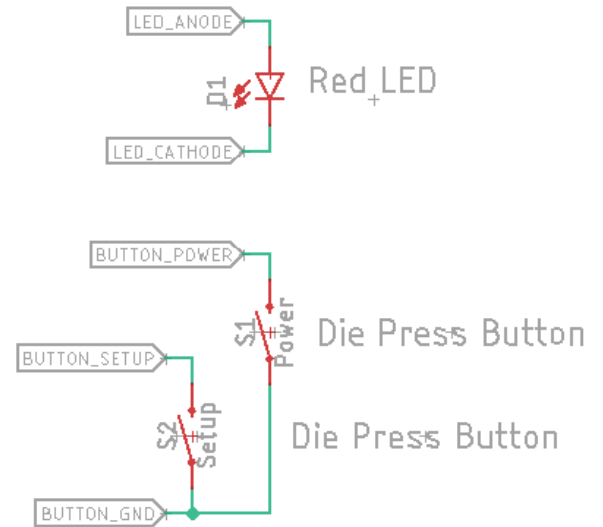 LED_ANODE
D1
Red LED
LED_CATHODE
BUTTON_POWER
S1
Power
Die Press Button
BUTTON_SETUP
S2
Setup
Die Press Button
BUTTON_GND